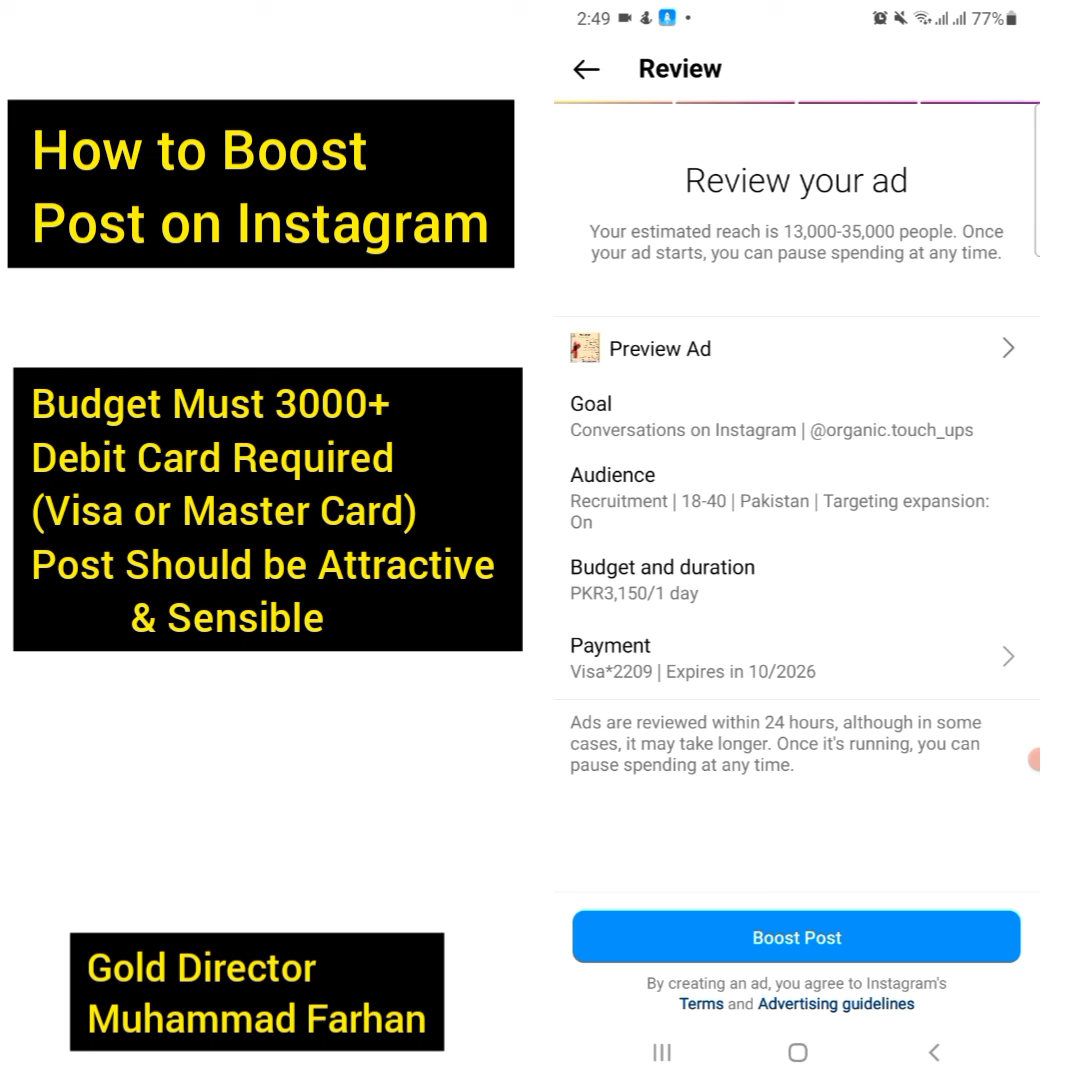 How to Boost
Post on Instagram
Budget Must 3000+
Debit Card Required
(Visa or Master Card)
Post Should be Attractive
& Sensible
Gold Director
Muhammad Farhan
2:49
77%
Review
Review your ad
Your estimated reach is 13,000-35,000 people. Once
your ad starts, you can pause spending at any time.
Preview Ad
Goal
Conversations on Instagram | @organic.touch_ups
Audience
Recruitment | 18-40 | Pakistan | Targeting expansion:
On
Budget and duration
PKR3,150/1 day
Payment
Visa*2209 | Expires in 10/2026
Ads are reviewed within 24 hours, although in some
cases, it may take longer. Once it's running, you can
pause spending at any time.
Boost Post
By creating an ad, you agree to Instagram's
Terms and Advertising guidelines